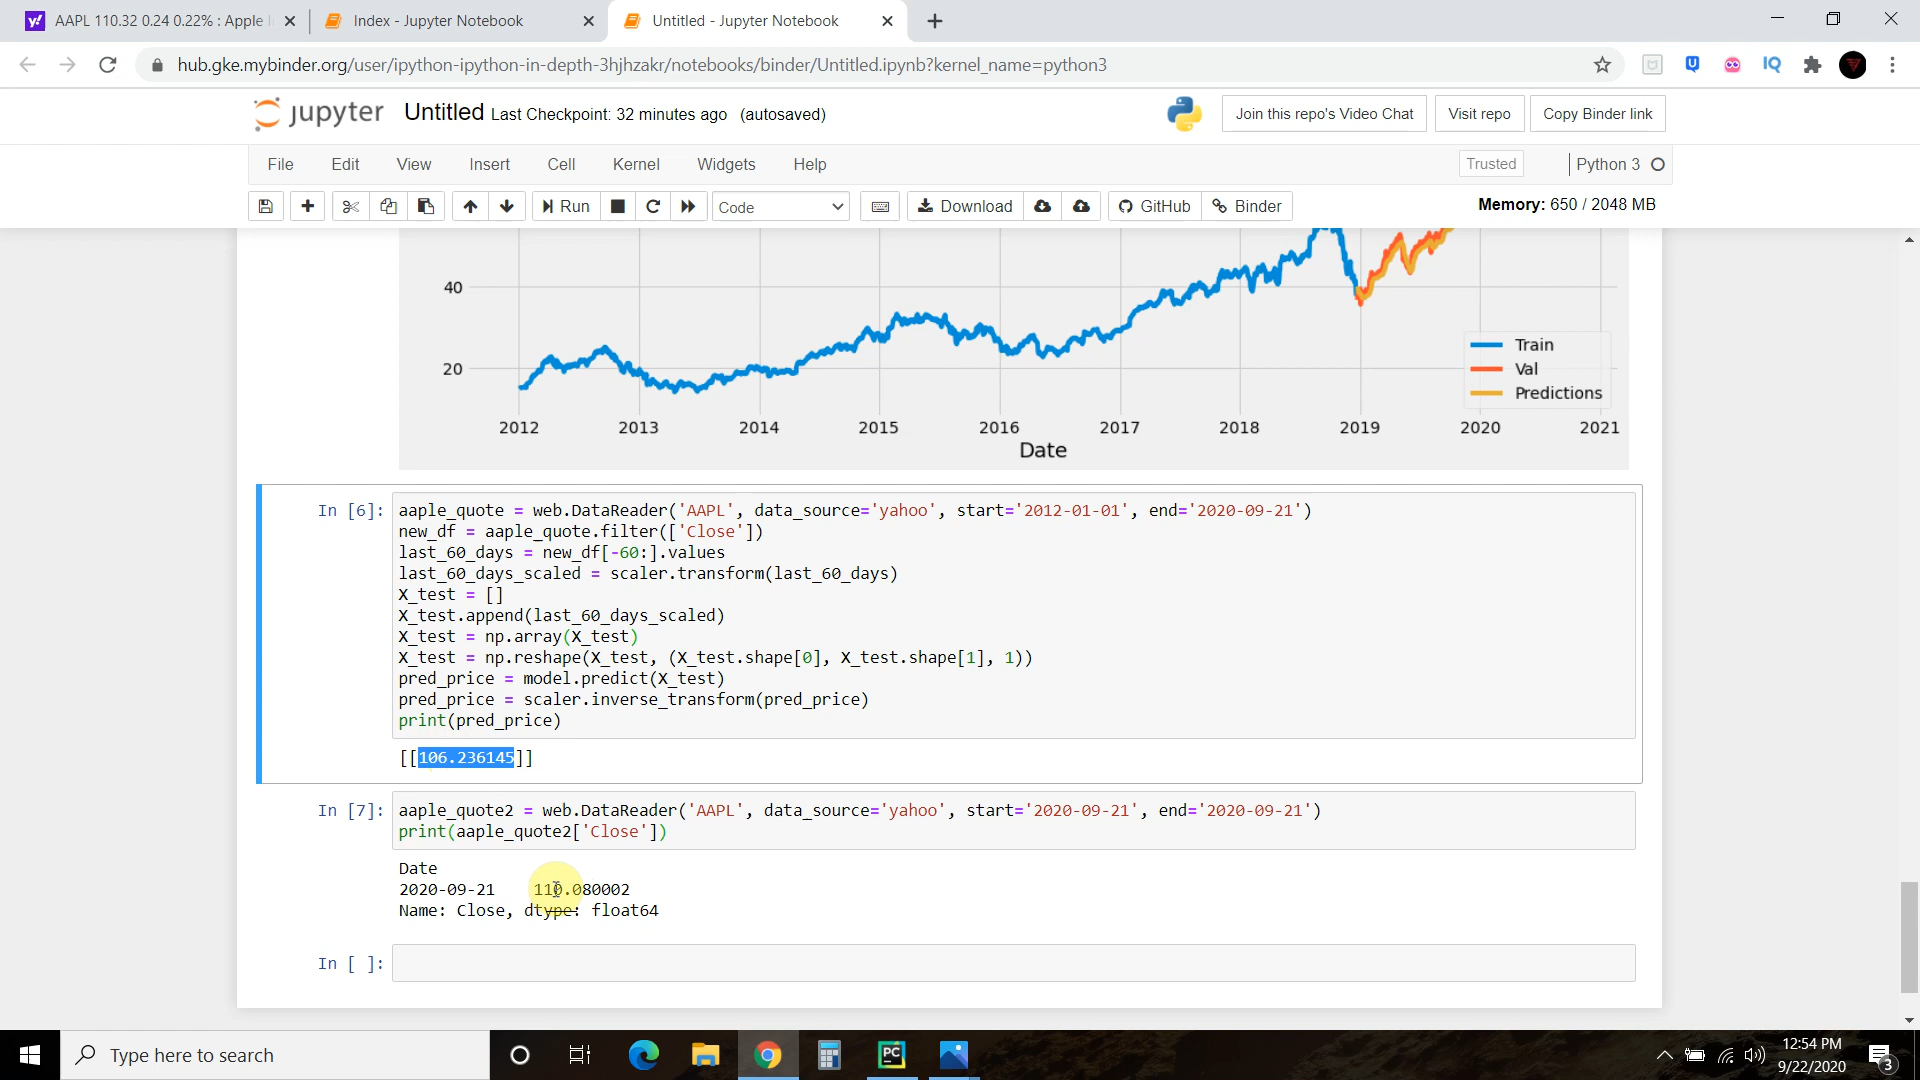 AAPL 110.32 0.24 0.22% : Apple I
Index - Jupyter Notebook
Untitled - Jupyter Notebook
hub.gke.mybinder.org/user/ipython-ipython-in-depth-3hjhzakr/notebooks/binder/Untitled.ipynb?kernel_name=python3
jupyter Untitled Last Checkpoint: 32 minutes ago (autosaved)
Join this repo's Video Chat
Visit repo
Copy Binder link
File Edit View Insert Cell Kernel Widgets Help
Trusted
Python 3
Run
Code
Download
GitHub
Binder
Memory: 650 / 2048 MB
40
20
Train
Val
Predictions
2012 2013 2014 2015 2016 2017 2018 2019 2020 2021
Date
In [6]:
aaple_quote = web.DataReader('AAPL', data_source='yahoo', start='2012-01-01', end='2020-09-21')
new_df = aaple_quote.filter(['Close'])
last_60_days = new_df[-60:].values
last_60_days_scaled = scaler.transform(last_60_days)
X_test = []
X_test.append(last_60_days_scaled)
X_test = np.array(X_test)
X_test = np.reshape(X_test, (X_test.shape[0], X_test.shape[1], 1))
pred_price = model.predict(X_test)
pred_price = scaler.inverse_transform(pred_price)
print(pred_price)
[[106.236145]]
In [7]:
aaple_quote2 = web.DataReader('AAPL', data_source='yahoo', start='2020-09-21', end='2020-09-21')
print(aaple_quote2['Close'])
Date
2020-09-21 110.080002
Name: Close, dtype: float64
In [ ]:
Type here to search
12:54 PM
9/22/2020
3